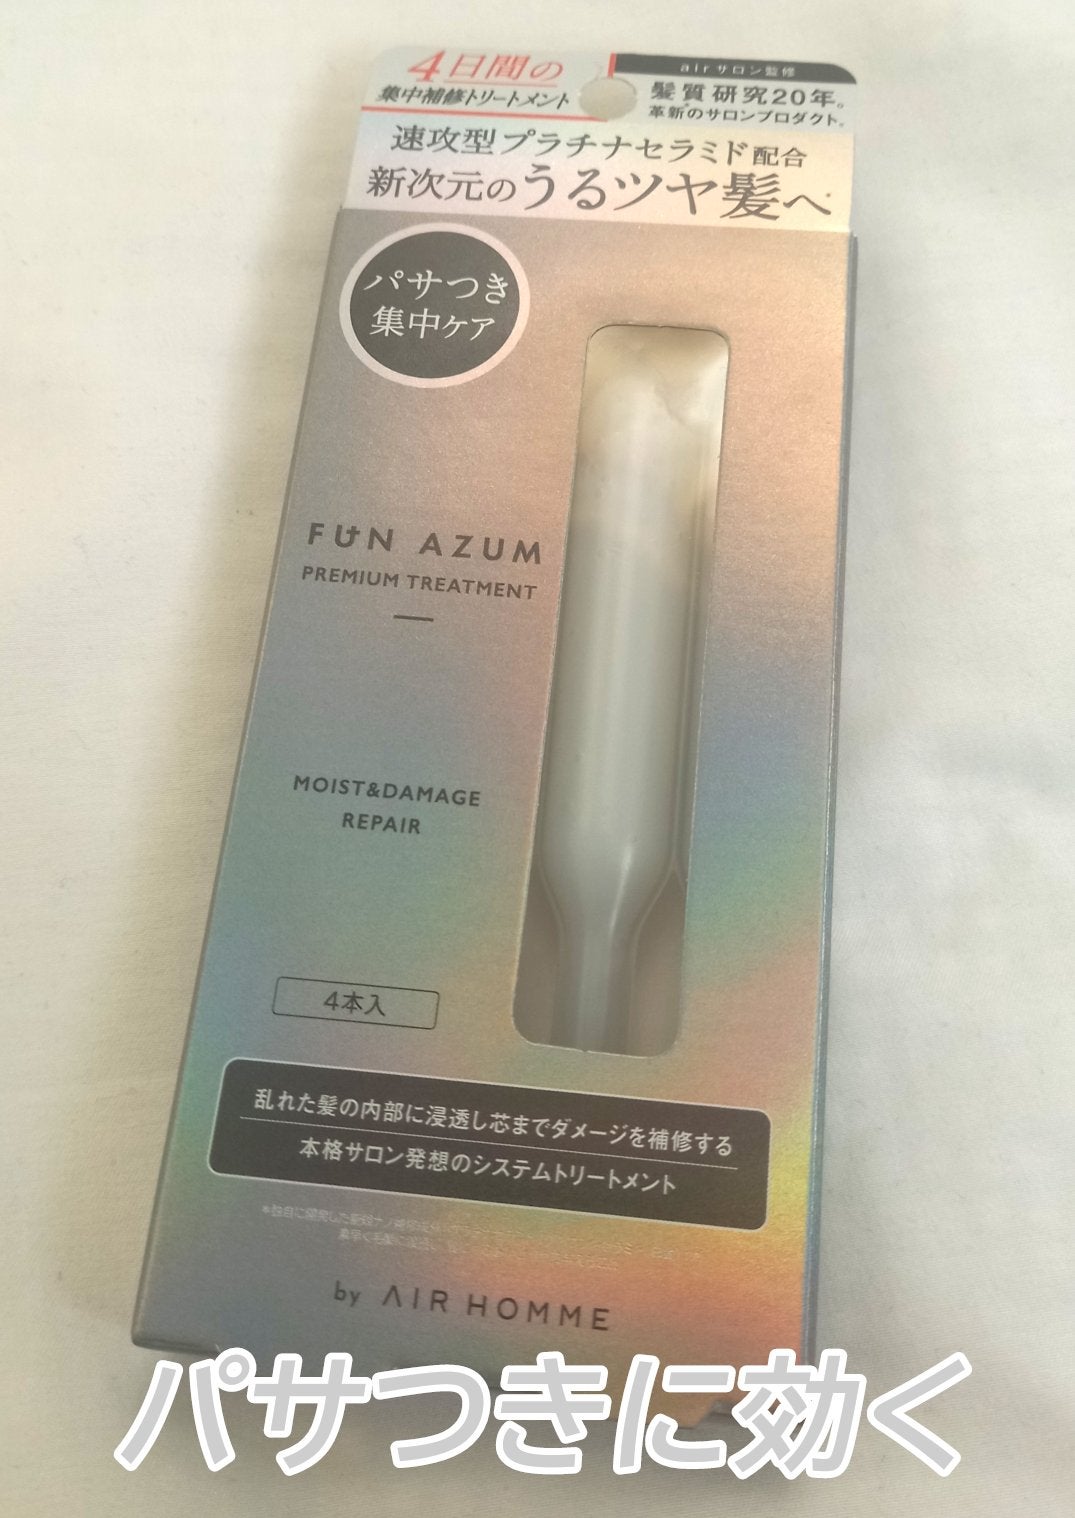 4日間の
集中補修トリートメント
airサロン監修
髪質研究20年。
革新のサロンプロダクト。
速攻型プラチナセラミド配合
新次元のうるツヤ髪へ
パサつき
集中ケア
FUN AZUM
PREMIUM TREATMENT
MOIST&DAMAGE
REPAIR
4本入
乱れた髪の内部に浸透し芯までダメージを補修する
本格サロン発想のシステムトリートメント
*独自に開発した
by AIR HOMME
パサつきに効く